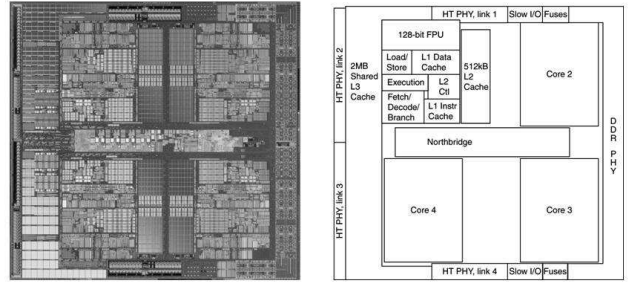 HT PHY, link 1
Slow I/O
Fuses
HT PHY, link 2
128-bit FPU
Load/
Store
L1 Data
Cache
2MB
Shared
L3
Cache
Execution
L2
Ctl
512kB
L2
Cache
Core 2
Fetch/
Decode/
Branch
L1 Instr
Cache
Northbridge
DDR PHY
HT PHY, link 3
Core 4
Core 3
HT PHY, link 4
Slow I/O
Fuses